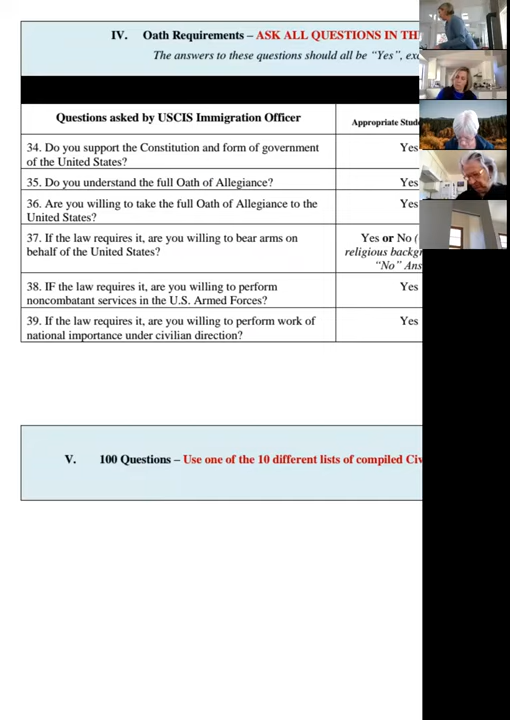 IV. Oath Requirements – ASK ALL QUESTIONS IN
The answers to these questions should all be “Yes”,
Questions asked by USCIS Immigration Officer
Appropriate
34. Do you support the Constitution and form of government
of the United States?
Yes
35. Do you understand the full Oath of Allegiance?
Yes
36. Are you willing to take the full Oath of Allegiance to the
United States?
Yes
37. If the law requires it, are you willing to bear arms on
behalf of the United States?
Yes or No (
religious
“No”
38. IF the law requires it, are you willing to perform
noncombatant services in the U.S. Armed Forces?
Yes
39. If the law requires it, are you willing to perform work of
national importance under civilian direction?
Yes
V. 100 Questions – Use one of the 10 different lists of compiled